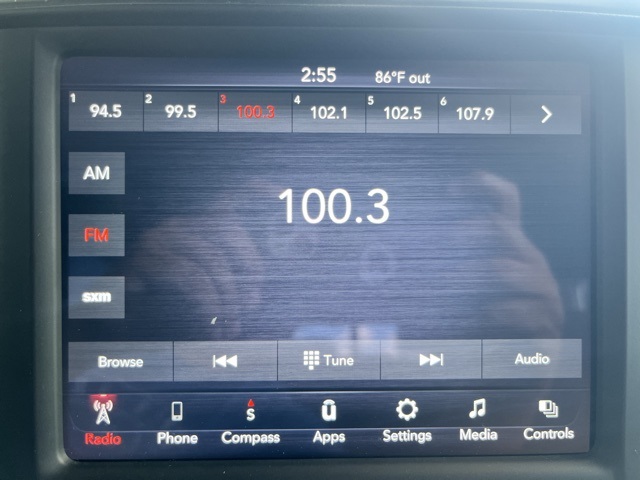 2:55 86°F out
1 94.5 2 99.5 3 100.3 4 102.1 5 102.5 6 107.9
AM
100.3
FM
sxm
Browse Tune Audio
S
Radio Phone Compass Apps Settings Media Controls